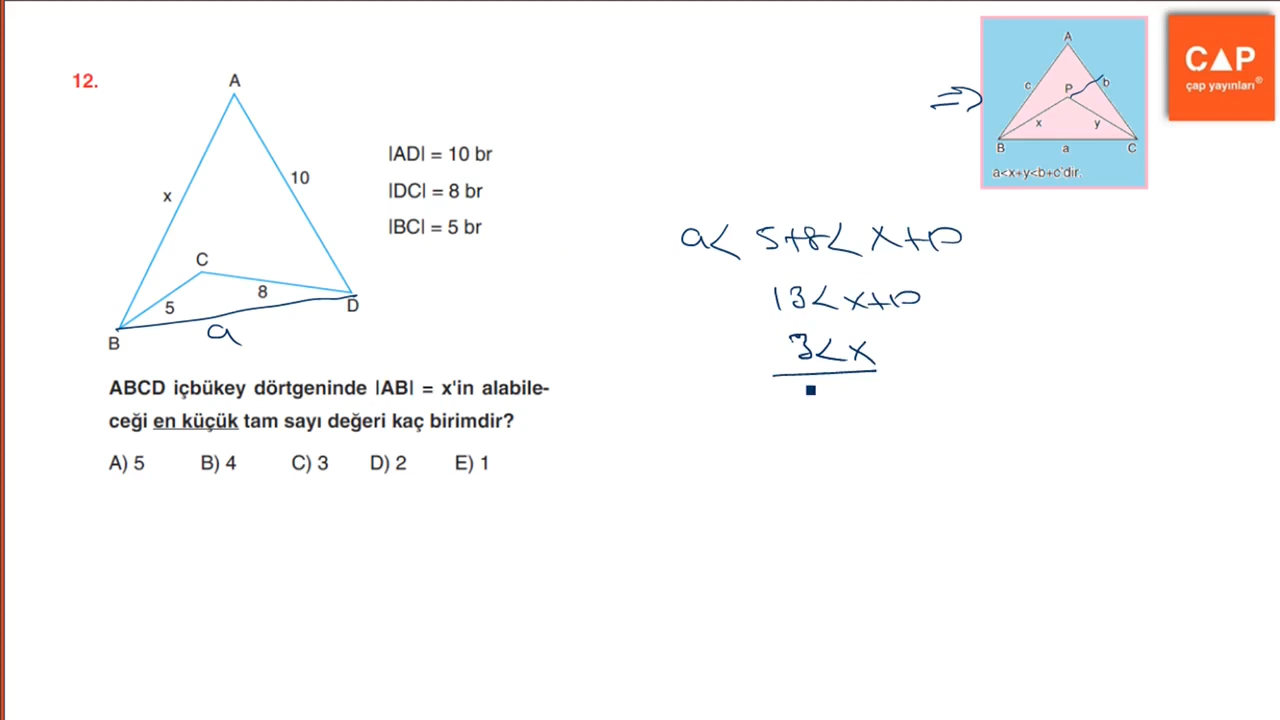 12.
A
x
10
C
5
8
D
B
a
|AD| = 10 br
|DC| = 8 br
|BC| = 5 br
ABCD içbükey dörtgeninde |AB| = x'in alabile-
ceği en küçük tam sayı değeri kaç birimdir?
A) 5 B) 4 C) 3 D) 2 E) 1
⇒
A
c
P
b
x
y
B
a
C
a<x+y<b+c'dir.
ÇAP
çap yayınları®
a< 5+8< x+10
13< x+10
3< x